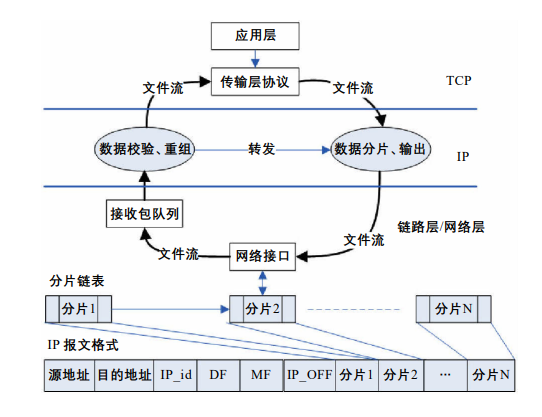 应用层
传输层协议
TCP
文件流
文件流
数据校验、重组
转发
数据分片、输出
IP
接收包队列
链路层/网络层
文件流
网络接口
文件流
分片链表
分片1
分片2
分片N
IP 报文格式
源地址 目的地址 IP_id DF MF IP_OFF 分片1 分片2 … 分片N